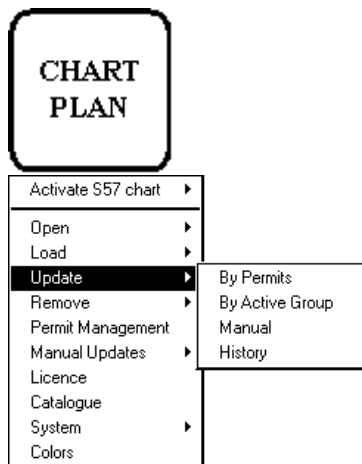 CHART
PLAN
Activate S57 chart
Open
Load
Update
Remove
Permit Management
Manual Updates
Licence
Catalogue
System
Colors
By Permits
By Active Group
Manual
History